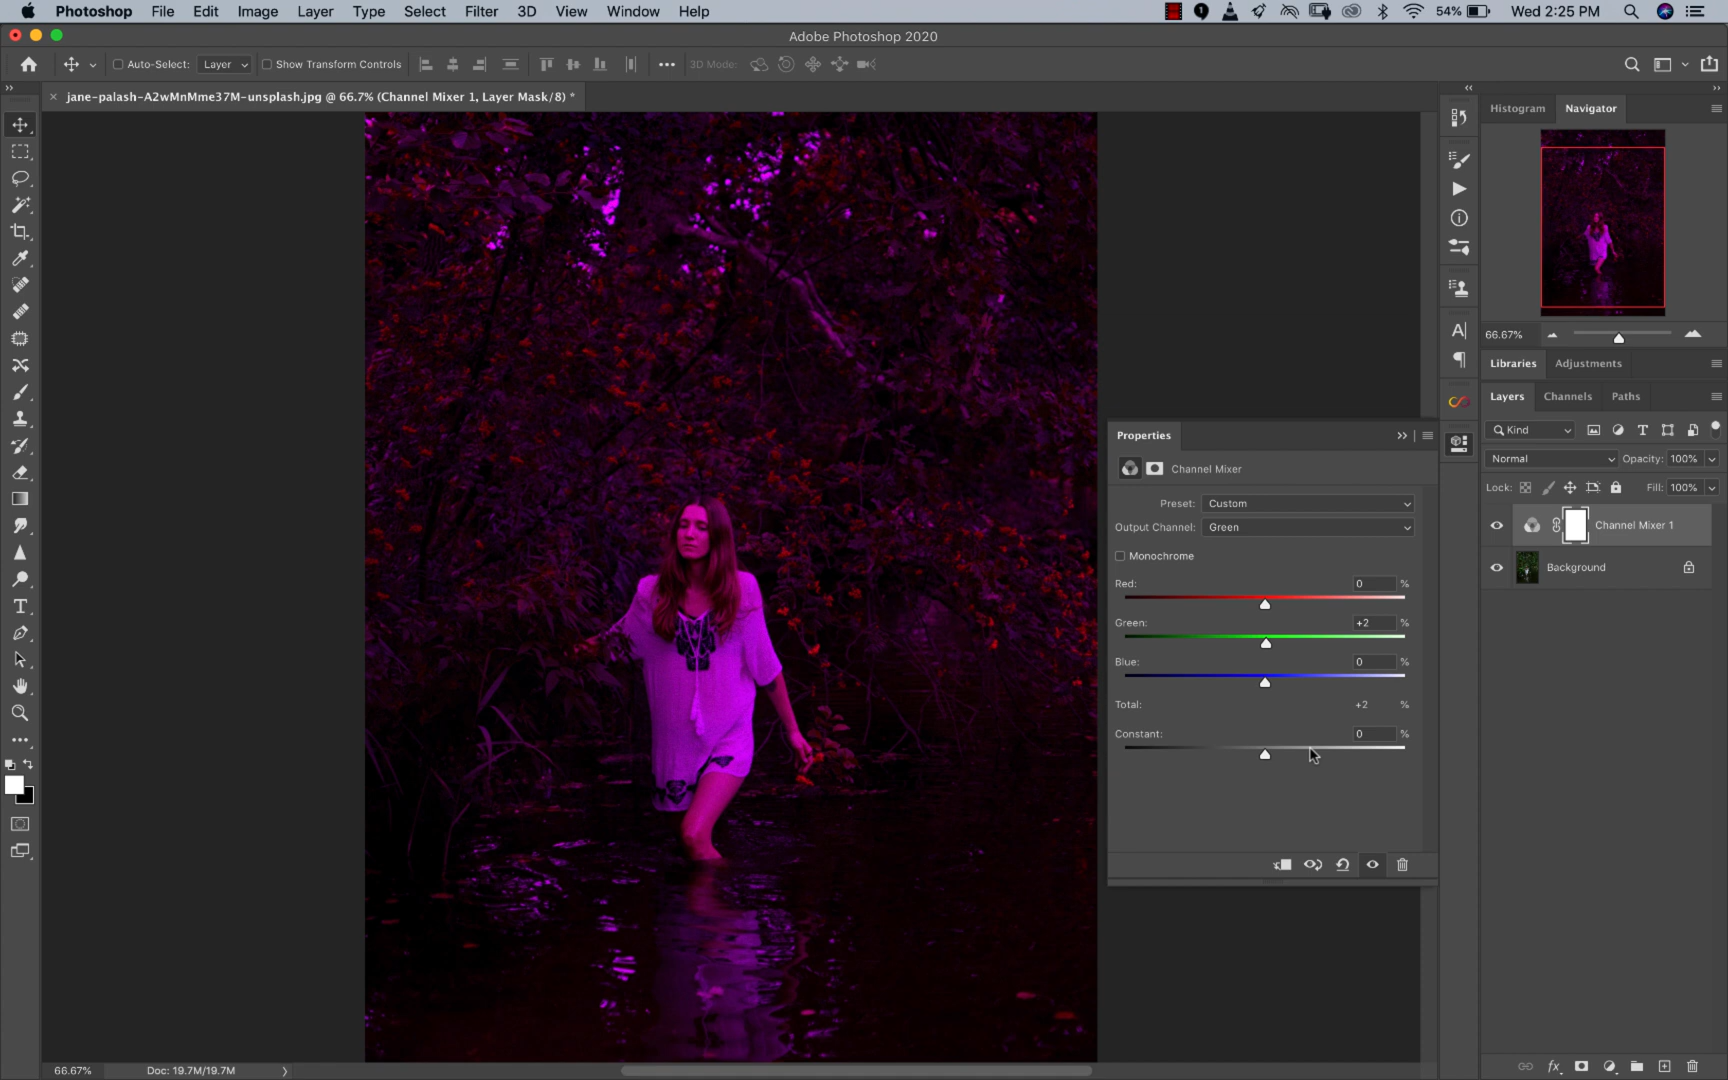 Photoshop File Edit Image Layer Type Select Filter 3D View Window Help 54% Wed 2:25 PM
Adobe Photoshop 2020
Auto-Select: Layer Show Transform Controls 3D Mode:
jane-palash-A2wMnMme37M-unsplash.jpg @ 66.7% (Channel Mixer 1, Layer Mask/8) *
Histogram Navigator
66.67%
Libraries Adjustments
Layers Channels Paths
Kind
Normal Opacity: 100%
Lock: Fill: 100%
Channel Mixer 1
Background
Properties
Channel Mixer
Preset: Custom
Output Channel: Green
Monochrome
Red: 0 %
Green: +2 %
Blue: 0 %
Total: +2 %
Constant: 0 %
66.67% Doc: 19.7M/19.7M